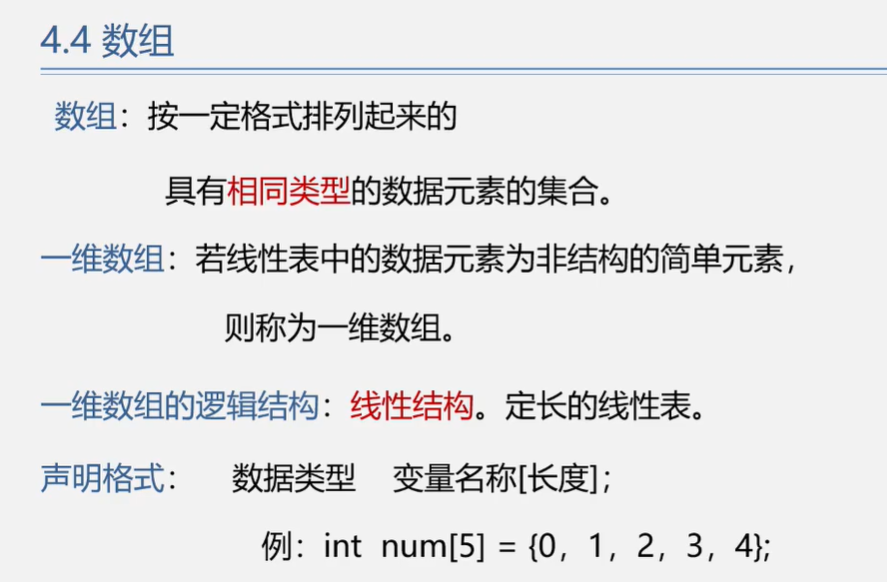 4.4 数组
数组：按一定格式排列起来的
具有相同类型的数据元素的集合。
一维数组：若线性表中的数据元素为非结构的简单元素，
则称为一维数组。
一维数组的逻辑结构：线性结构。定长的线性表。
声明格式： 数据类型 变量名称[长度]；
例：int num[5] = {0，1，2，3，4};